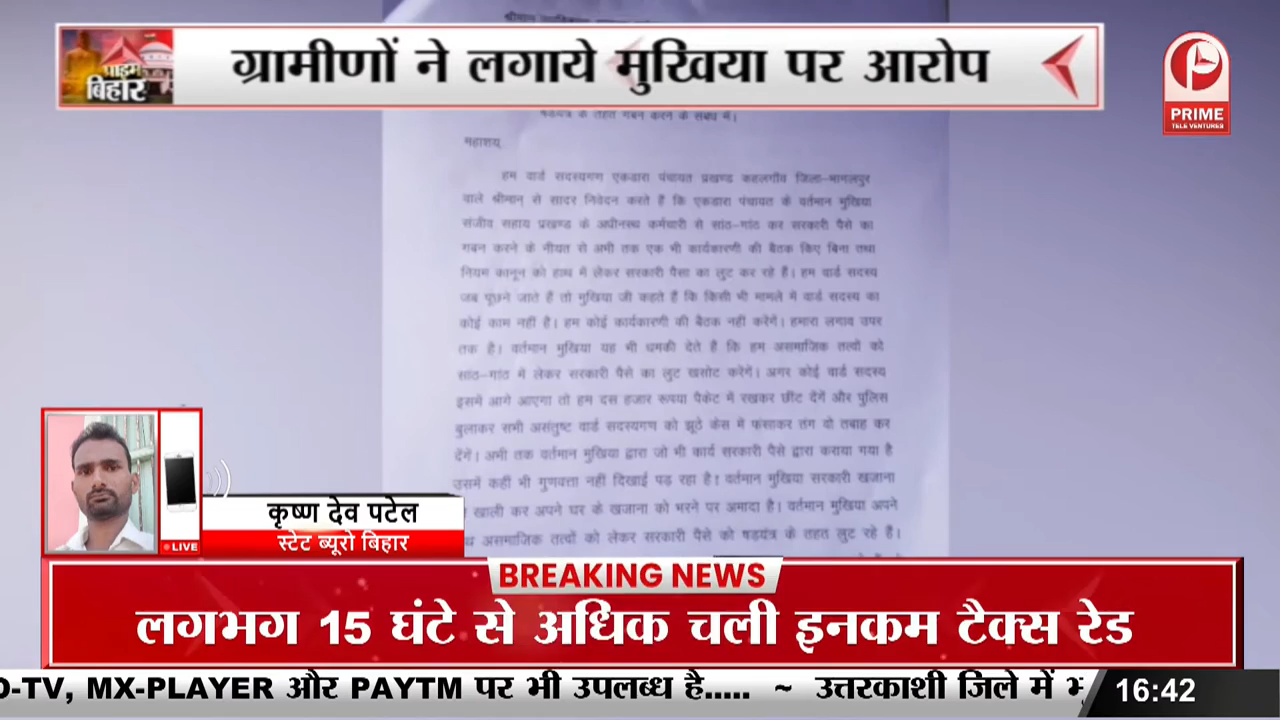 ग्रामीणों ने लगाये मुखिया पर आरोप
प्राइम
बिहार
PRIME
TELE VENTURES
षडयंत्र के तहत गबन करने के संबंध में।
महाशय,
हम वार्ड सदस्यगण एकडारा पंचायत प्रखण्ड कहलगाँव जिला-भागलपुर
वाले श्रीमान् से सादर निवेदन करते हैं कि एकडारा पंचायत के वर्तमान मुखिया
संजीव सहाय प्रखण्ड के अधीनस्थ कर्मचारी से सांठ-गांठ कर सरकारी पैसे का
गबन करने के नीयत से अभी तक एक भी कार्यकारणी की बैठक किए बिना तथा
नियम कानून को हाथ में लेकर सरकारी पैसा का लुट कर रहे हैं। हम वार्ड सदस्य
जब पूछने जाते हैं तो मुखिया जी कहते हैं कि किसी भी मामले में वार्ड सदस्य का
कोई काम नहीं है। हम कोई कार्यकारणी की बैठक नहीं करेंगें। हमारा लगाव उपर
तक है। वर्तमान मुखिया यह भी धमकी देते हैं कि हम असमाजिक तत्वों को
सांठ-गांठ में लेकर सरकारी पैसे का लुट खसोट करेंगें। अगर कोई वार्ड सदस्य
इसमें आगे आएगा तो हम दस हजार रूपया पैकेट में रखकर छींट देंगें और पुलिस
बुलाकर सभी असंतुष्ट वार्ड सदस्यगण को झूठे केस में फंसाकर तंग वो तबाह कर
देंगें। अभी तक वर्तमान मुखिया द्वारा जो भी कार्य सरकारी पैसे द्वारा कराया गया है
उसमें कहीं भी गुणवत्ता नहीं दिखाई पड़ रहा है। वर्तमान मुखिया सरकारी खजाना
खाली कर अपने घर के खजाना को भरने पर अमादा है। वर्तमान मुखिया अपने
असमाजिक तत्वों को लेकर सरकारी पैसे को षड़यंत्र के तहत लुट रहे हैं।
LIVE
कृष्ण देव पटेल
स्टेट ब्यूरो बिहार
BREAKING NEWS
लगभग 15 घंटे से अधिक चली इनकम टैक्स रेड
O-TV, MX-PLAYER और PAYTM पर भी उपलब्ध है..... ~ उत्तरकाशी जिले में
16:42